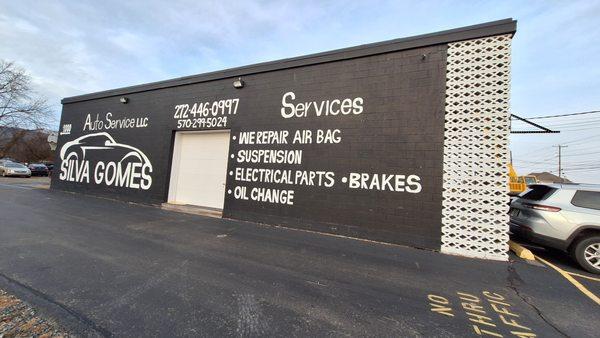 Auto Service LLC
SILVA GOMES
272-446-0997
570-299-5024
Services
• WE REPAIR AIR BAG
• SUSPENSION
• ELECTRICAL PARTS • BRAKES
• OIL CHANGE
NO
THRU
TRAFFIC